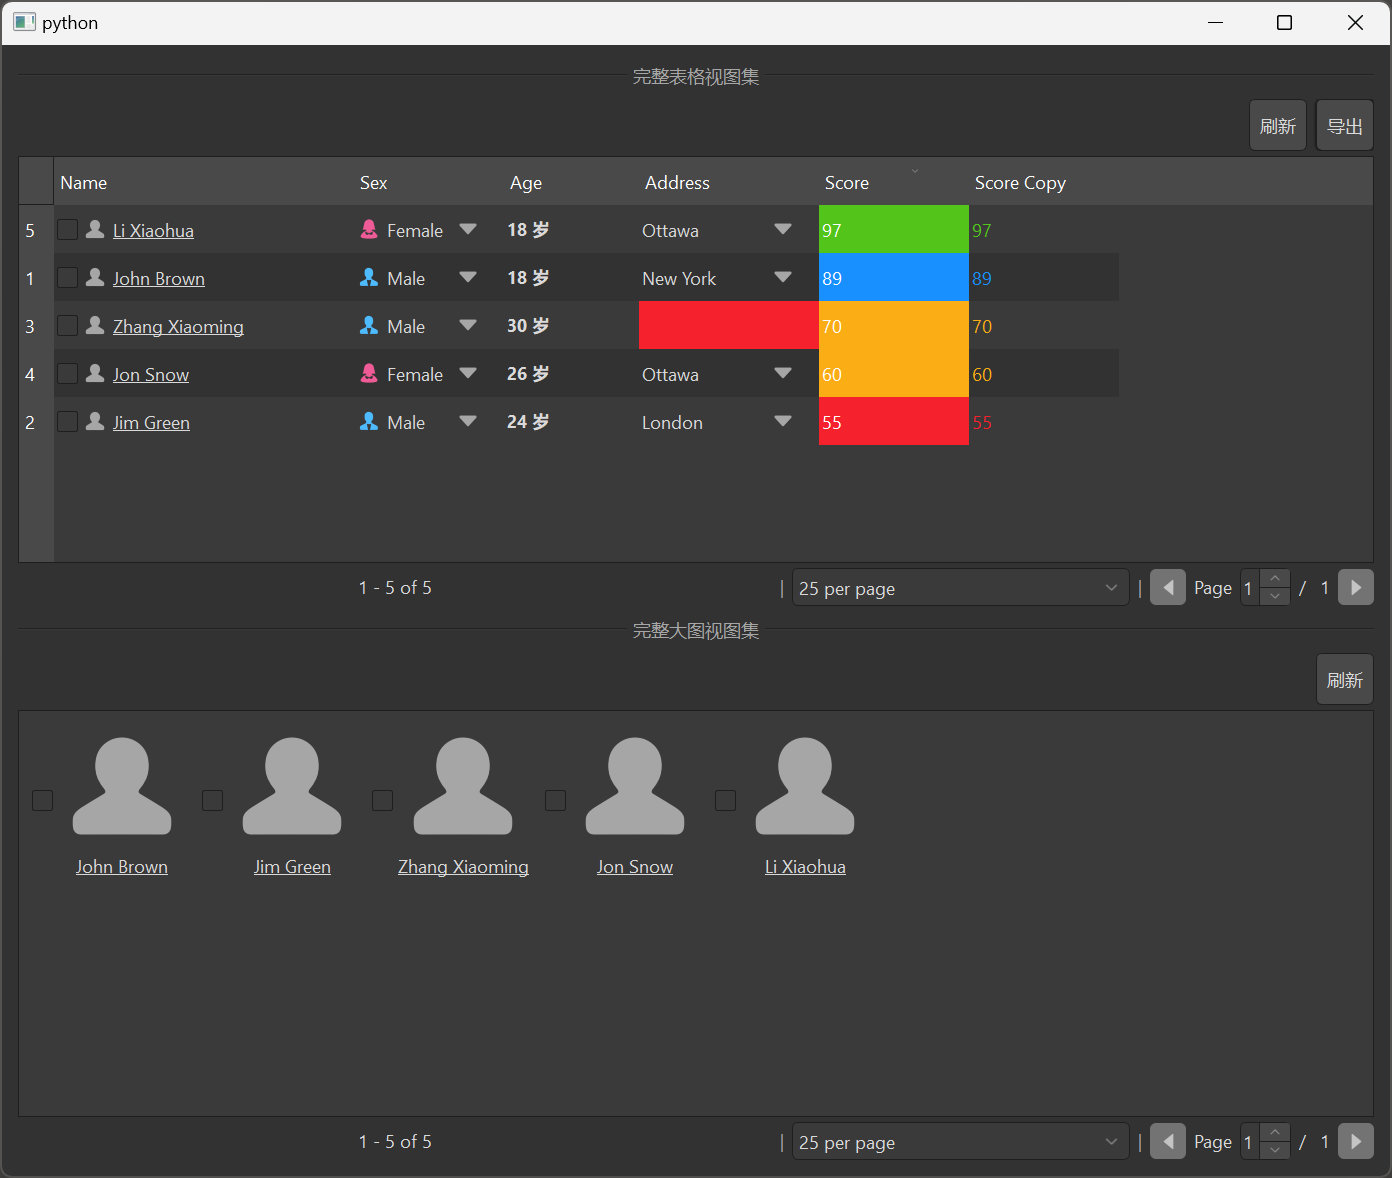 python
完整表格视图集
刷新 导出
Name Sex Age Address Score Score Copy
5 Li Xiaohua Female 18 岁 Ottawa 97 97
1 John Brown Male 18 岁 New York 89 89
3 Zhang Xiaoming Male 30 岁 70 70
4 Jon Snow Female 26 岁 Ottawa 60 60
2 Jim Green Male 24 岁 London 55 55
1 - 5 of 5 | 25 per page | Page 1 / 1
完整大图视图集
刷新
John Brown Jim Green Zhang Xiaoming Jon Snow Li Xiaohua
1 - 5 of 5 | 25 per page | Page 1 / 1